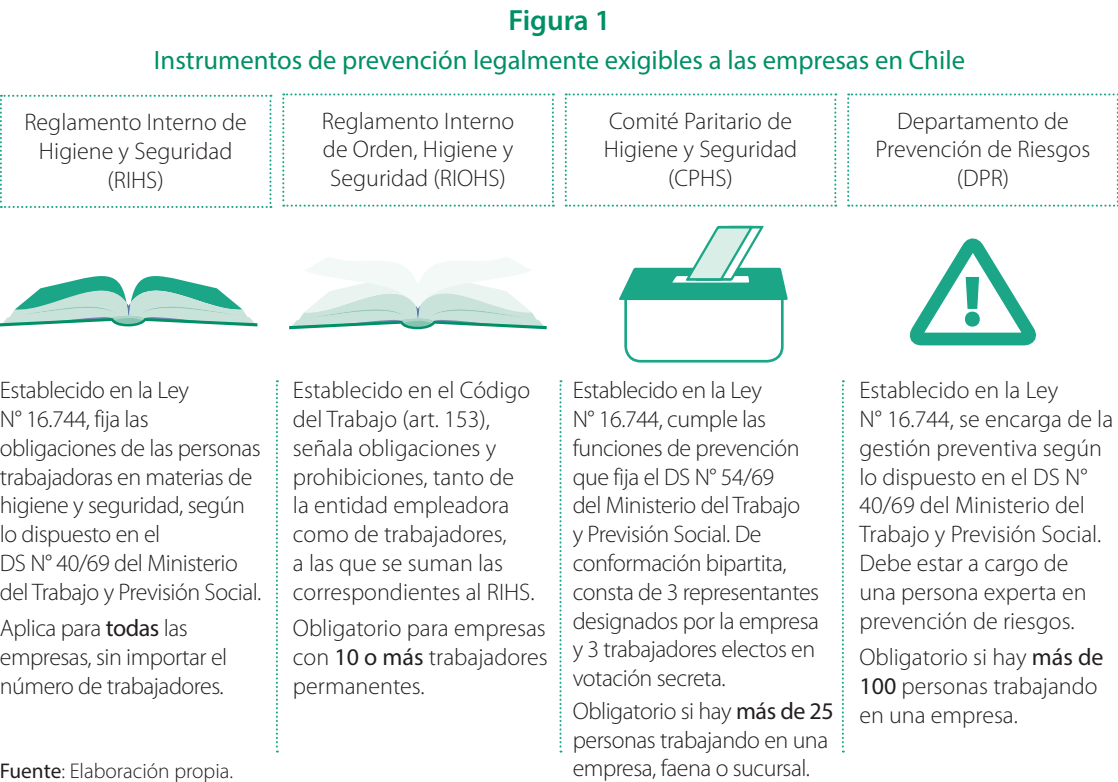 Figura 1
Instrumentos de prevención legalmente exigibles a las empresas en Chile
Reglamento Interno de
Higiene y Seguridad
(RIHS)
Reglamento Interno
de Orden, Higiene y
Seguridad (RIOHS)
Comité Paritario de
Higiene y Seguridad
(CPHS)
Departamento de
Prevención de Riesgos
(DPR)
Establecido en la Ley
N° 16.744, fija las
obligaciones de las personas
trabajadoras en materias de
higiene y seguridad, según
lo dispuesto en el
DS N° 40/69 del Ministerio
del Trabajo y Previsión Social.
Aplica para todas las
empresas, sin importar el
número de trabajadores.
Establecido en el Código
del Trabajo (art. 153),
señala obligaciones y
prohibiciones, tanto de
la entidad empleadora
como de trabajadores,
a las que se suman las
correspondientes al RIHS.
Obligatorio para empresas
con 10 o más trabajadores
permanentes.
Establecido en la Ley
N° 16.744, cumple las
funciones de prevención
que fija el DS N° 54/69
del Ministerio del Trabajo
y Previsión Social. De
conformación bipartita,
consta de 3 representantes
designados por la empresa
y 3 trabajadores electos en
votación secreta.
Obligatorio si hay más de 25
personas trabajando en una
empresa, faena o sucursal.
Establecido en la Ley
N° 16.744, se encarga de la
gestión preventiva según
lo dispuesto en el DS N°
40/69 del Ministerio del
Trabajo y Previsión Social.
Debe estar a cargo de
una persona experta en
prevención de riesgos.
Obligatorio si hay más de
100 personas trabajando
en una empresa.
Fuente: Elaboración propia.